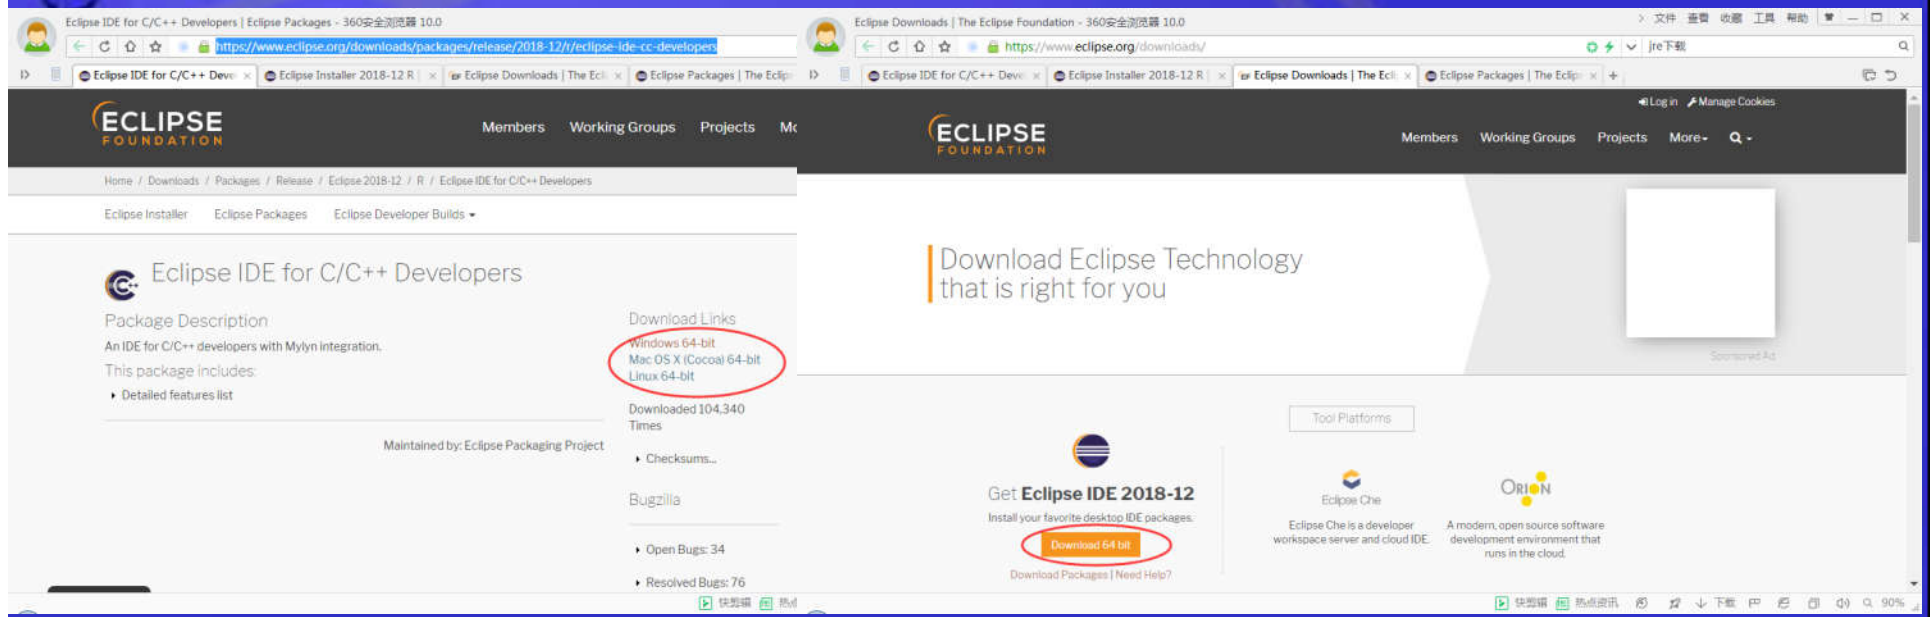 Eclipse IDE for C/C++ Developers | Eclipse Packages - 360安全浏览器 10.0
https://www.eclipse.org/downloads/packages/release/2018-12/r/eclipse-ide-cc-developers
Eclipse IDE for C/C++ Deve
Eclipse Installer 2018-12 R
Eclipse Downloads | The Ecli
Eclipse Packages | The Eclip
ECLIPSE
FOUNDATION
Members Working Groups Projects Mo
Home / Downloads / Packages / Release / Eclipse 2018-12 / R / Eclipse IDE for C/C++ Developers
Eclipse Installer Eclipse Packages Eclipse Developer Builds
Eclipse IDE for C/C++ Developers
Package Description
An IDE for C/C++ developers with Mylyn integration.
This package includes:
Detailed features list
Maintained by: Eclipse Packaging Project
Download Links
Windows 64-bit
Mac OS X (Cocoa) 64-bit
Linux 64-bit
Downloaded 104,340
Times
Checksums...
Bugzilla
Open Bugs: 34
Resolved Bugs: 76
快剪辑 热点
Eclipse Downloads | The Eclipse Foundation - 360安全浏览器 10.0
文件 查看 收藏 工具 帮助
https://www.eclipse.org/downloads/
jre下载
Eclipse IDE for C/C++ Deve
Eclipse Installer 2018-12 R
Eclipse Downloads | The Ecli
Eclipse Packages | The Eclip
Log in Manage Cookies
ECLIPSE
FOUNDATION
Members Working Groups Projects More
Download Eclipse Technology
that is right for you
Sponsored Ad
Tool Platforms
Get Eclipse IDE 2018-12
Install your favorite desktop IDE packages.
Download 64 bit
Download Packages | Need Help?
Eclipse Che
Eclipse Che is a developer
workspace server and cloud IDE.
ORION
A modern, open source software
development environment that
runs in the cloud.
快剪辑 热点资讯 下载 90%